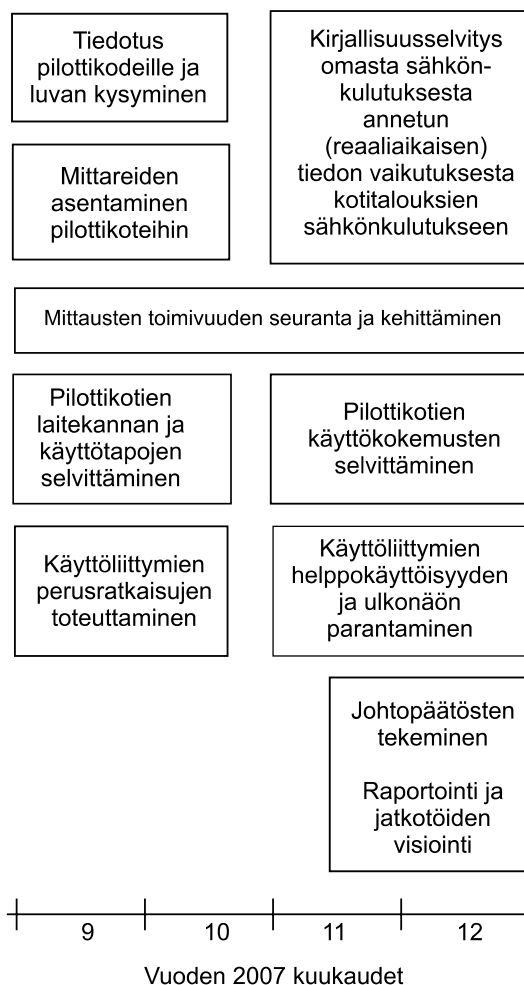 Tiedotus
pilottikodeille ja
luvan kysyminen
Kirjallisuusselvitys
omasta sähkön-
kulutuksesta
annetun
(reaaliaikaisen)
tiedon vaikutuksesta
kotitalouksien
sähkönkulutukseen
Mittareiden
asentaminen
pilottikoteihin
Mittausten toimivuuden seuranta ja kehittäminen
Pilottikotien
laitekannan ja
käyttötapojen
selvittäminen
Pilottikotien
käyttökokemusten
selvittäminen
Käyttöliittymien
perusratkaisujen
toteuttaminen
Käyttöliittymien
helppokäyttöisyyden
ja ulkonäön
parantaminen
Johtopäätösten
tekeminen
Raportointi ja
jatkotöiden
visiointi
9 10 11 12
Vuoden 2007 kuukaudet